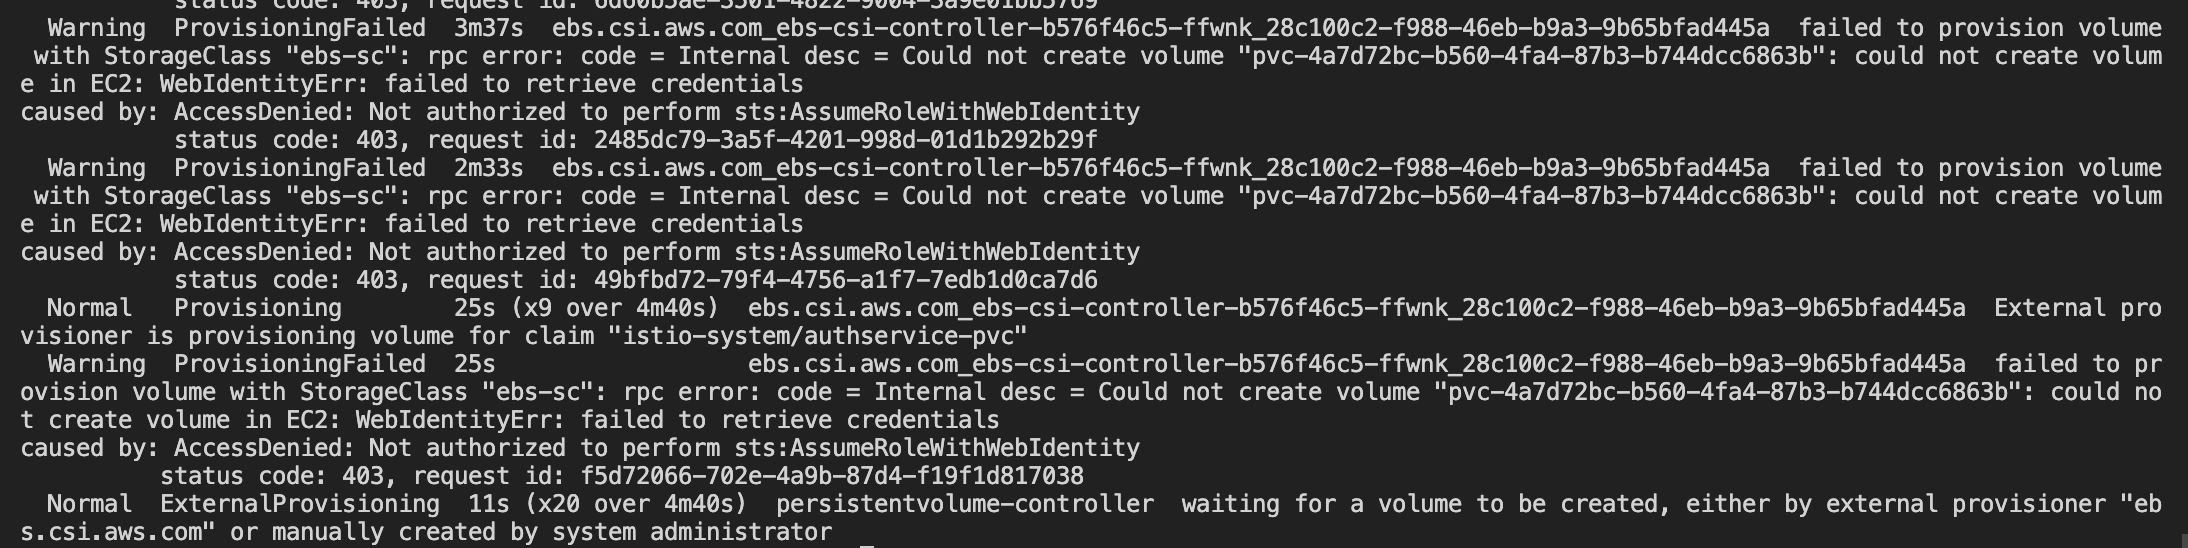 status code: 403, request id: 6d60b5ae-3501-4822-9004-3a9e01bb5769
Warning  ProvisioningFailed  3m37s  ebs.csi.aws.com_ebs-csi-controller-b576f46c5-ffwnk_28c100c2-f988-46eb-b9a3-9b65bfad445a  failed to provision volume
with StorageClass "ebs-sc": rpc error: code = Internal desc = Could not create volume "pvc-4a7d72bc-b560-4fa4-87b3-b744dcc6863b": could not create volum
e in EC2: WebIdentityErr: failed to retrieve credentials
caused by: AccessDenied: Not authorized to perform sts:AssumeRoleWithWebIdentity
status code: 403, request id: 2485dc79-3a5f-4201-998d-01d1b292b29f
Warning  ProvisioningFailed  2m33s  ebs.csi.aws.com_ebs-csi-controller-b576f46c5-ffwnk_28c100c2-f988-46eb-b9a3-9b65bfad445a  failed to provision volume
with StorageClass "ebs-sc": rpc error: code = Internal desc = Could not create volume "pvc-4a7d72bc-b560-4fa4-87b3-b744dcc6863b": could not create volum
e in EC2: WebIdentityErr: failed to retrieve credentials
caused by: AccessDenied: Not authorized to perform sts:AssumeRoleWithWebIdentity
status code: 403, request id: 49bfbd72-79f4-4756-a1f7-7edb1d0ca7d6
Normal   Provisioning        25s (x9 over 4m40s)  ebs.csi.aws.com_ebs-csi-controller-b576f46c5-ffwnk_28c100c2-f988-46eb-b9a3-9b65bfad445a  External pro
visioner is provisioning volume for claim "istio-system/authservice-pvc"
Warning  ProvisioningFailed  25s                  ebs.csi.aws.com_ebs-csi-controller-b576f46c5-ffwnk_28c100c2-f988-46eb-b9a3-9b65bfad445a  failed to pr
ovision volume with StorageClass "ebs-sc": rpc error: code = Internal desc = Could not create volume "pvc-4a7d72bc-b560-4fa4-87b3-b744dcc6863b": could no
t create volume in EC2: WebIdentityErr: failed to retrieve credentials
caused by: AccessDenied: Not authorized to perform sts:AssumeRoleWithWebIdentity
status code: 403, request id: f5d72066-702e-4a9b-87d4-f19f1d817038
Normal  ExternalProvisioning  11s (x20 over 4m40s)  persistentvolume-controller  waiting for a volume to be created, either by external provisioner "eb
s.csi.aws.com" or manually created by system administrator